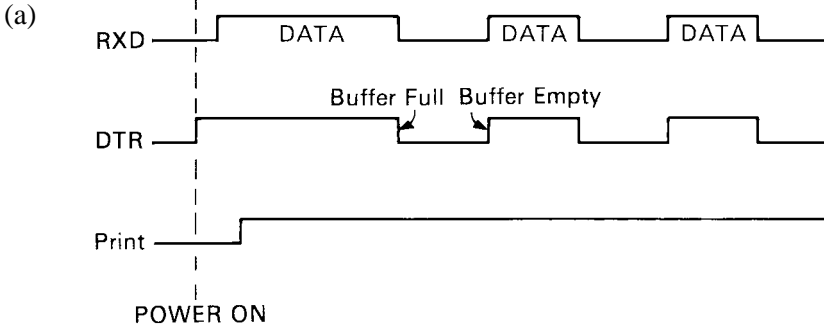 (a)
RXD DATA DATA DATA
Buffer Full Buffer Empty
DTR
Print
POWER ON